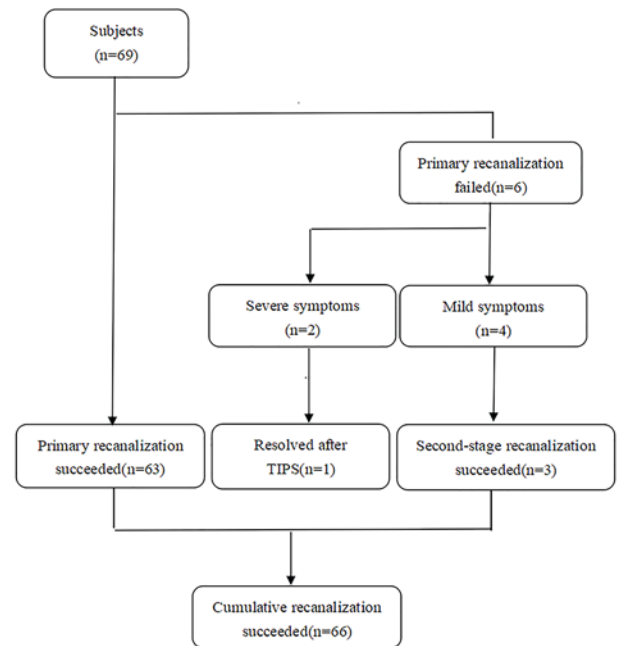 Subjects
(n=69)
Primary recanalization
failed(n=6)
Severe symptoms
(n=2)
Mild symptoms
(n=4)
Primary recanalization
succeeded(n=63)
Resolved after
TIPS(n=1)
Second-stage recanalization
succeeded(n=3)
Cumulative recanalization
succeeded(n=66)